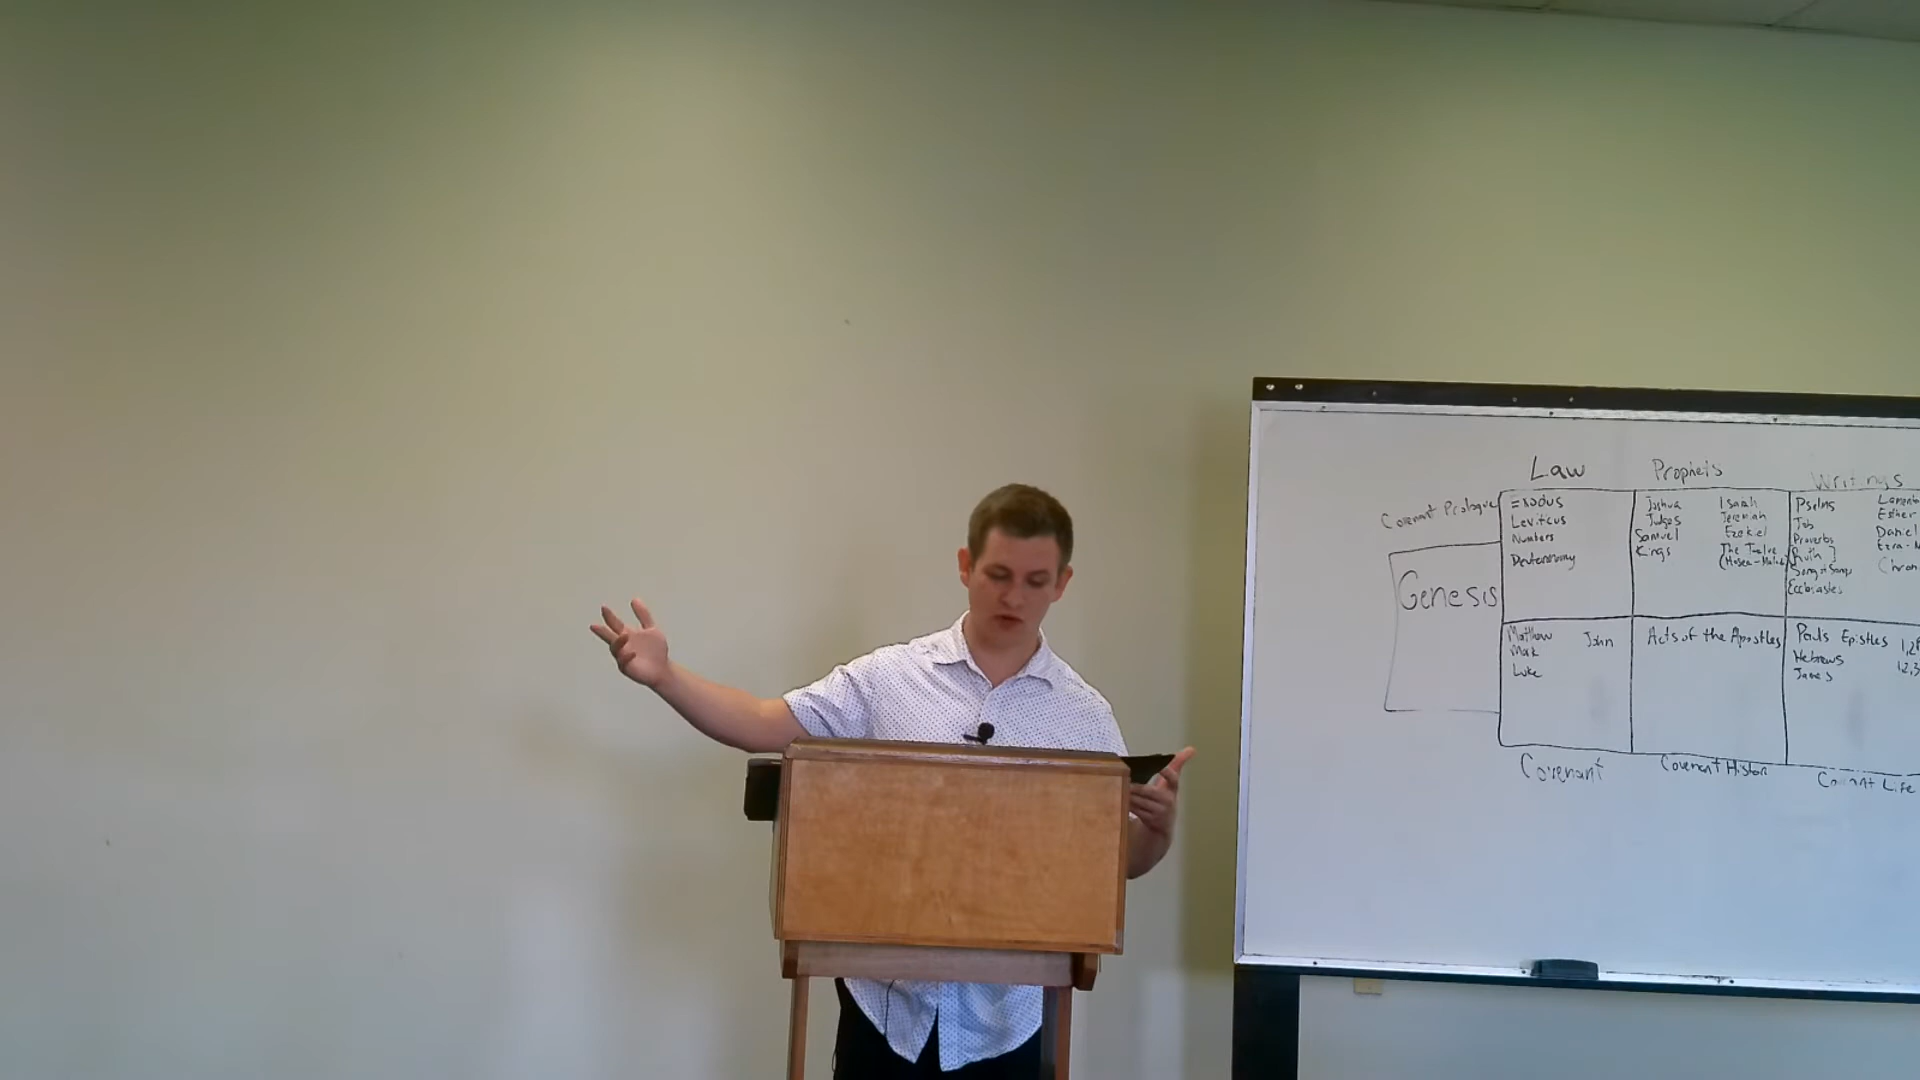 Law Prophets Writings
Covenant Prologue
Genesis
Exodus
Leviticus
Numbers
Deuteronomy
Joshua
Judges
Samuel
Kings
Isaiah
Jeremiah
Ezekiel
The Twelve
Psalms
Job
Proverbs
[Ruth]
Song of Songs
Ecclesiastes
Esther
Daniel
Matthew
Mark
Luke
John
Acts of the Apostles
Pauls Epistles
Hebrews
James
Covenant
Covenant Life